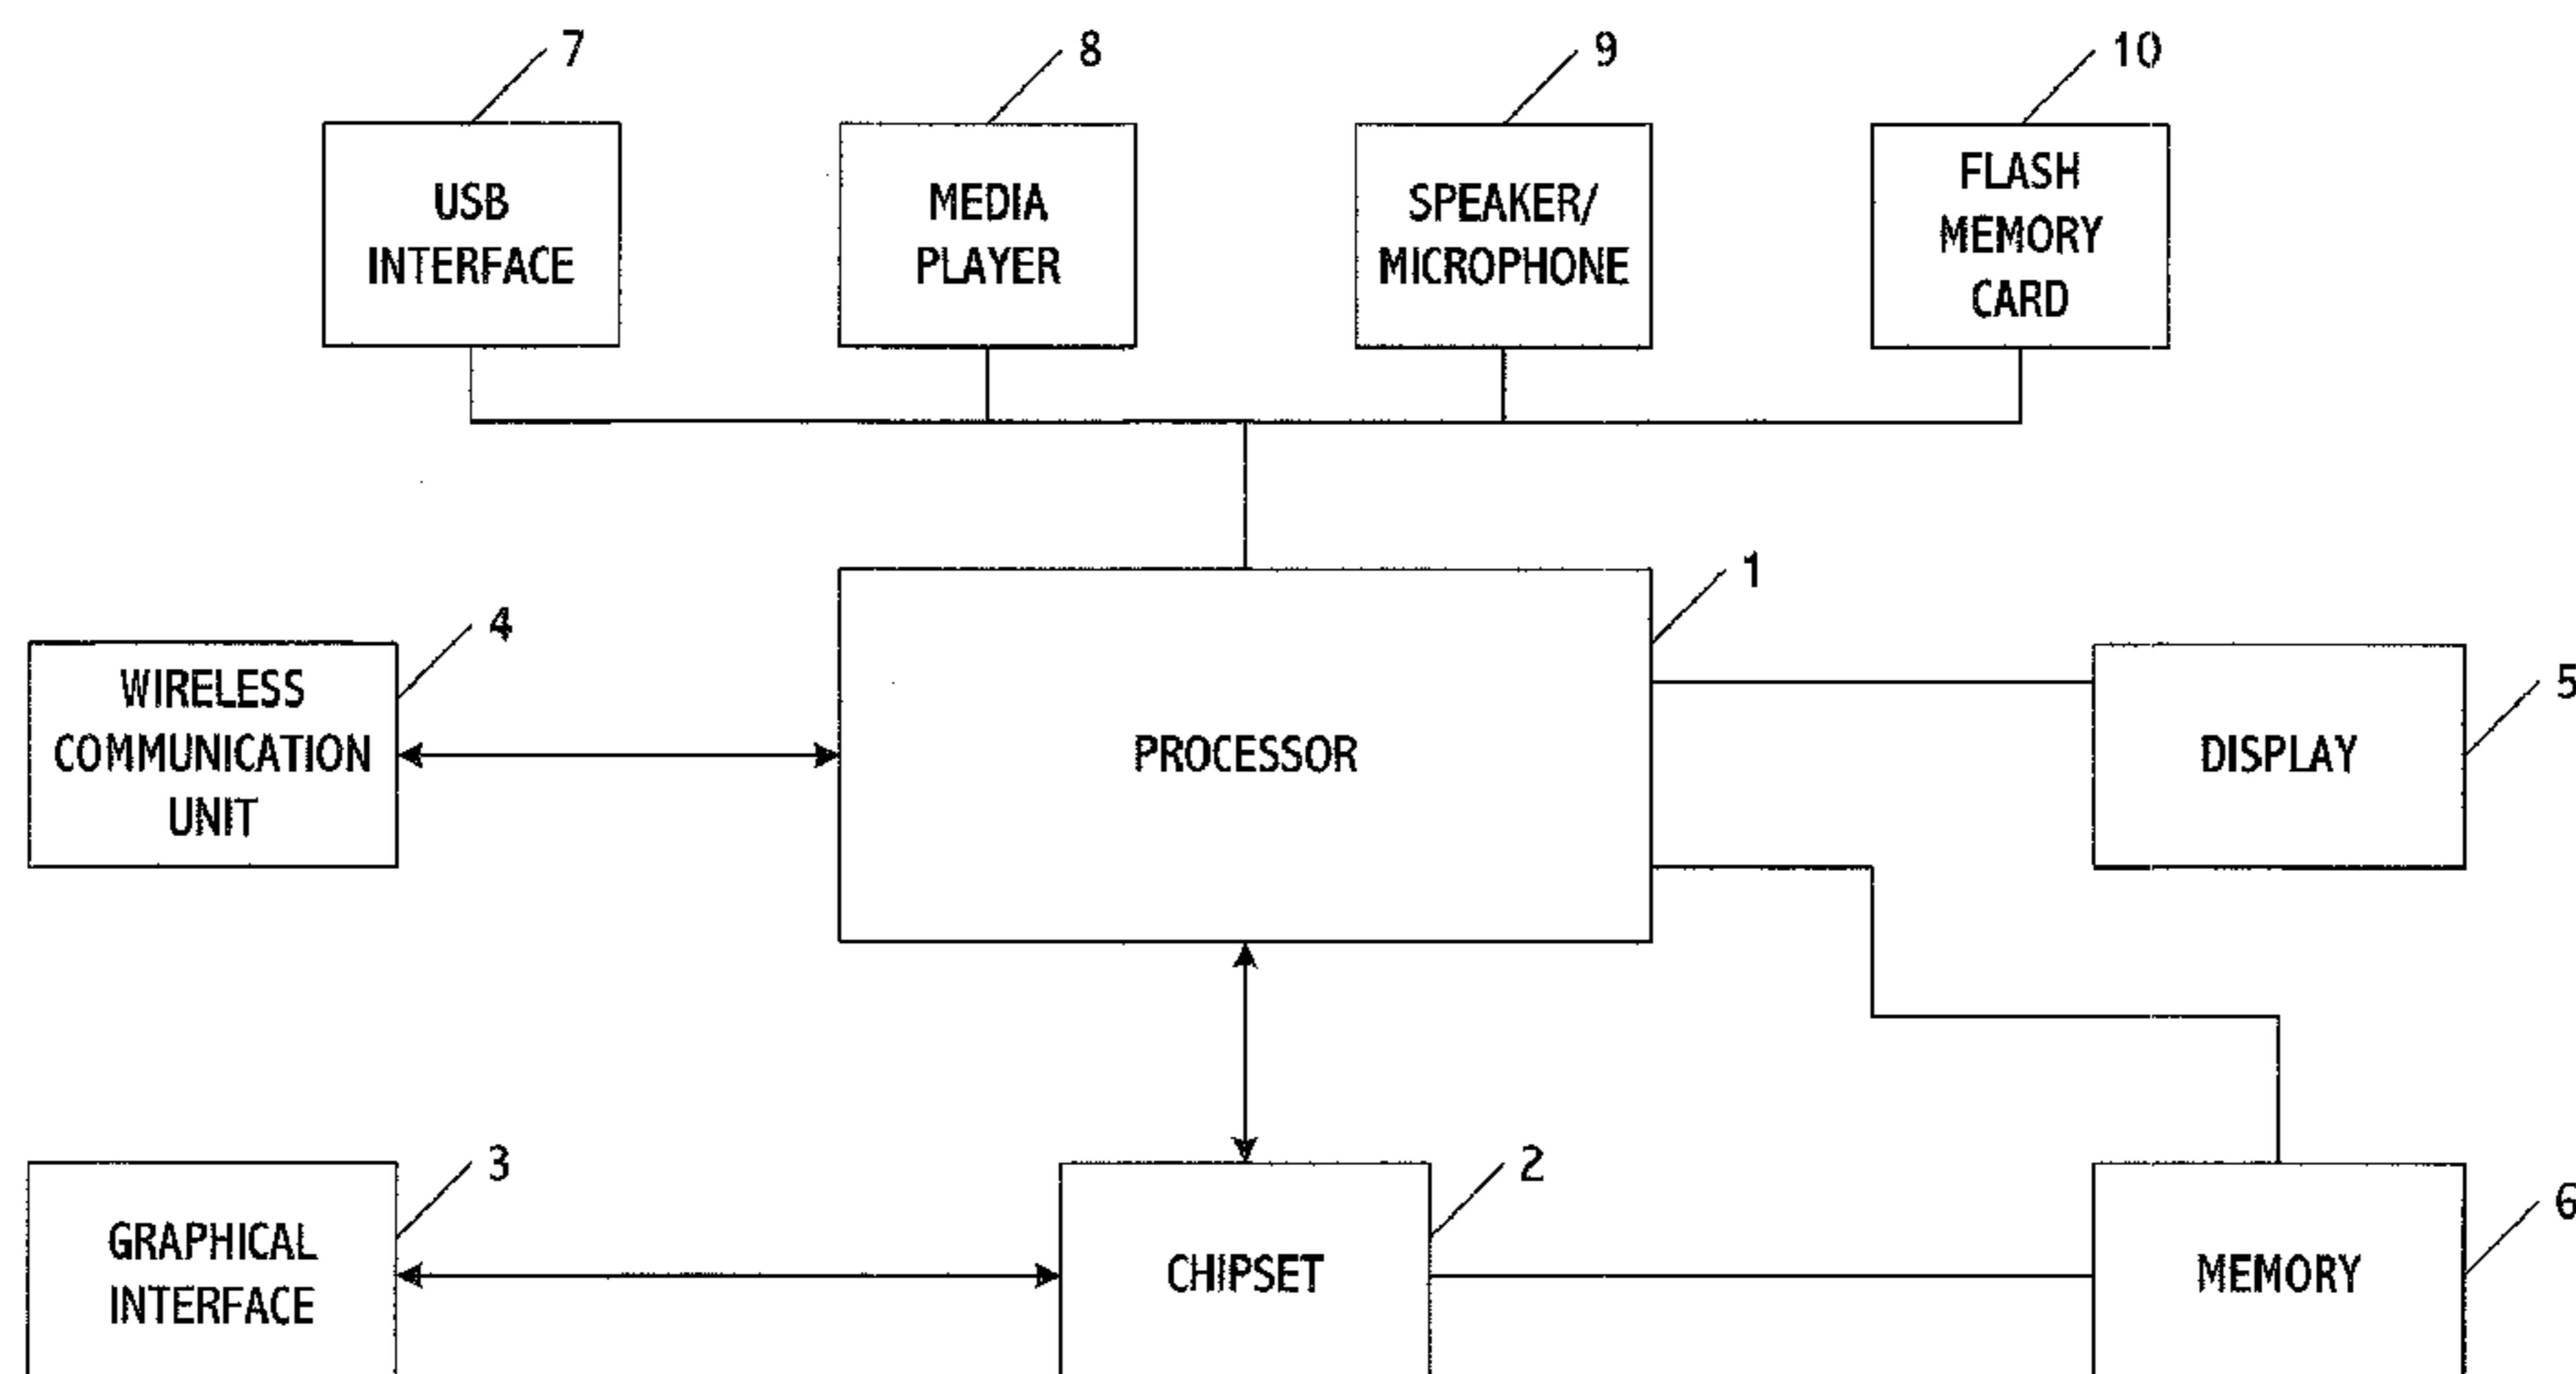 7
8
9
10
USB
INTERFACE
MEDIA
PLAYER
SPEAKER/
MICROPHONE
FLASH
MEMORY
CARD
4
1
5
WIRELESS
COMMUNICATION
UNIT
PROCESSOR
DISPLAY
3
2
6
GRAPHICAL
INTERFACE
CHIPSET
MEMORY